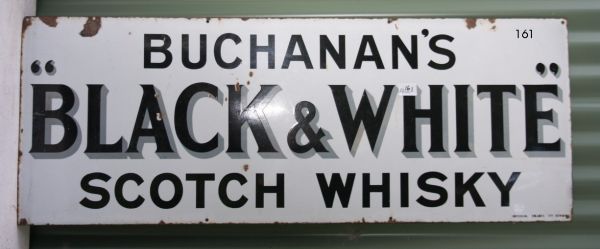 161
BUCHANAN'S
"BLACK & WHITE"
SCOTCH WHISKY